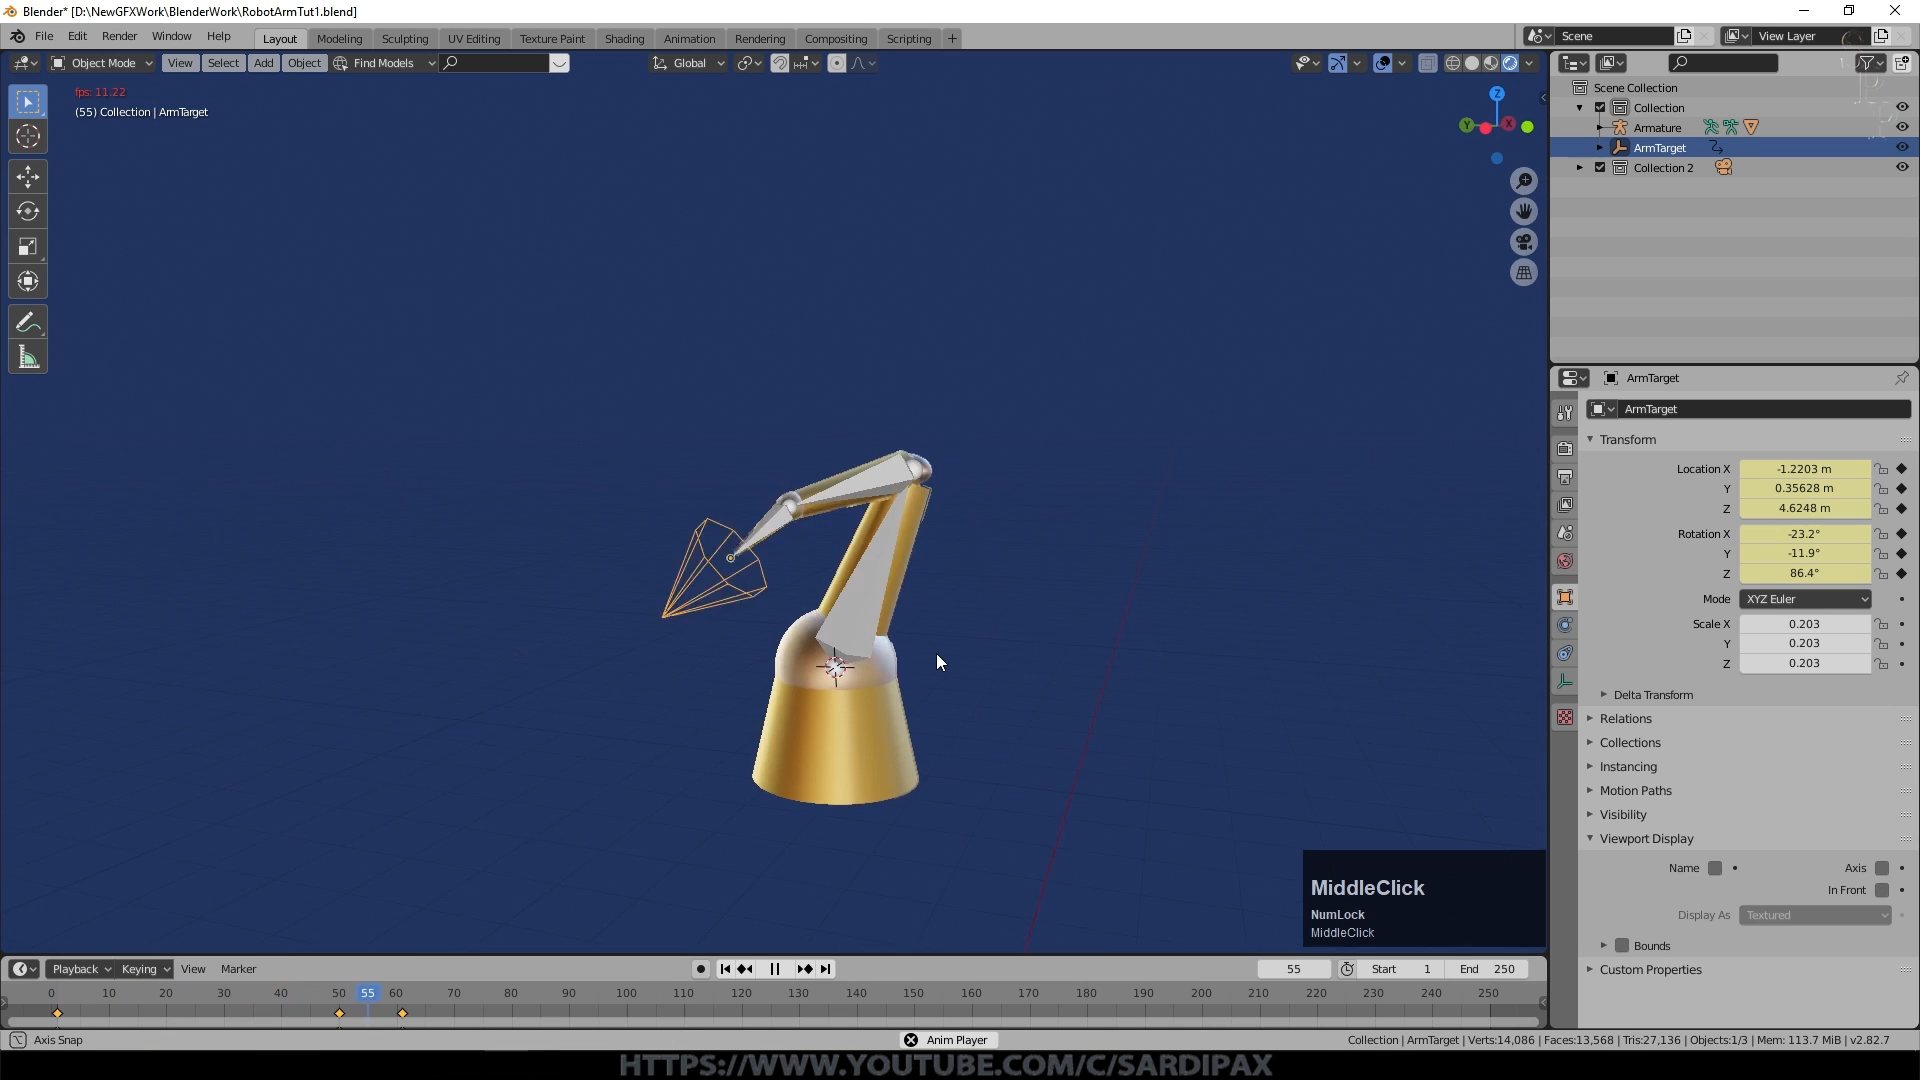 Blender* [D:\NewGFXWork\BlenderWork\RobotArmTut1.blend]
File Edit Render Window Help Layout Modeling Sculpting UV Editing Texture Paint Shading Animation Rendering Compositing Scripting + Scene View Layer
Object Mode View Select Add Object Find Models Global
fps: 11.22
(55) Collection | ArmTarget
Z
Y X
Scene Collection
Collection
Armature
ArmTarget
Collection 2
ArmTarget
ArmTarget
Transform
Location X -1.2203 m
Y 0.35628 m
Z 4.6248 m
Rotation X -23.2°
Y -11.9°
Z 86.4°
Mode XYZ Euler
Scale X 0.203
Y 0.203
Z 0.203
Delta Transform
Relations
Collections
Instancing
Motion Paths
Visibility
Viewport Display
Name Axis
In Front
Display As Textured
Bounds
Custom Properties
MiddleClick
NumLock
MiddleClick
Playback Keying View Marker 55 Start 1 End 250
0 10 20 30 40 50 55 60 70 80 90 100 110 120 130 140 150 160 170 180 190 200 210 220 230 240 250
Axis Snap Anim Player Collection | ArmTarget | Verts:14,086 | Faces:13,568 | Tris:27,136 | Objects:1/3 | Mem: 113.7 MiB | v2.82.7
HTTPS://WWW.YOUTUBE.COM/C/SARDIPAX